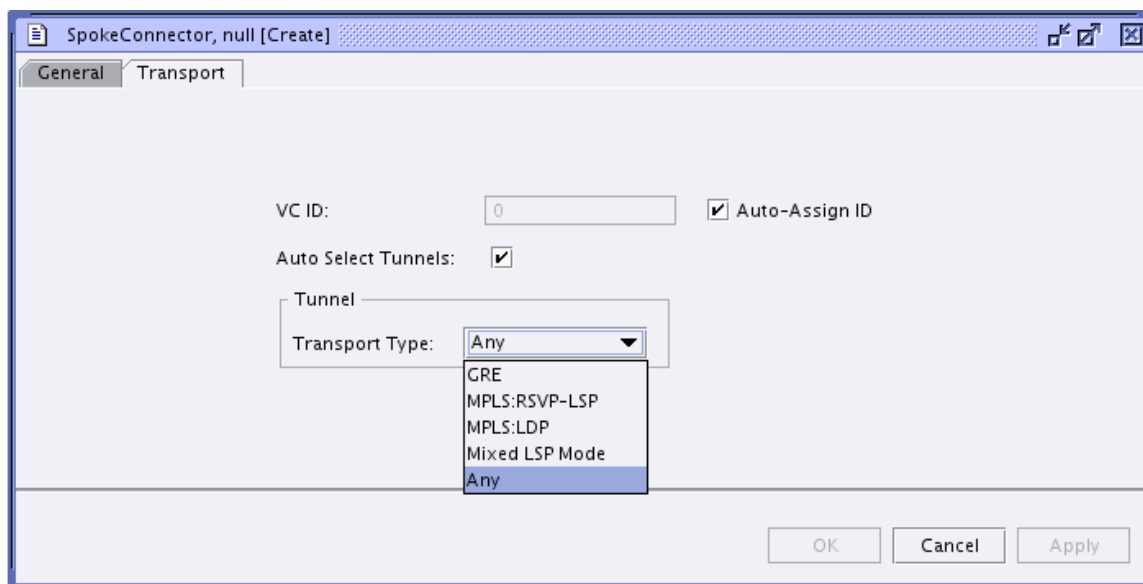 SpokeConnector, null [Create]
General Transport
VC ID: 0 Auto-Assign ID
Auto Select Tunnels:
Tunnel
Transport Type: Any
GRE
MPLS:RSVP-LSP
MPLS:LDP
Mixed LSP Mode
Any
OK Cancel Apply